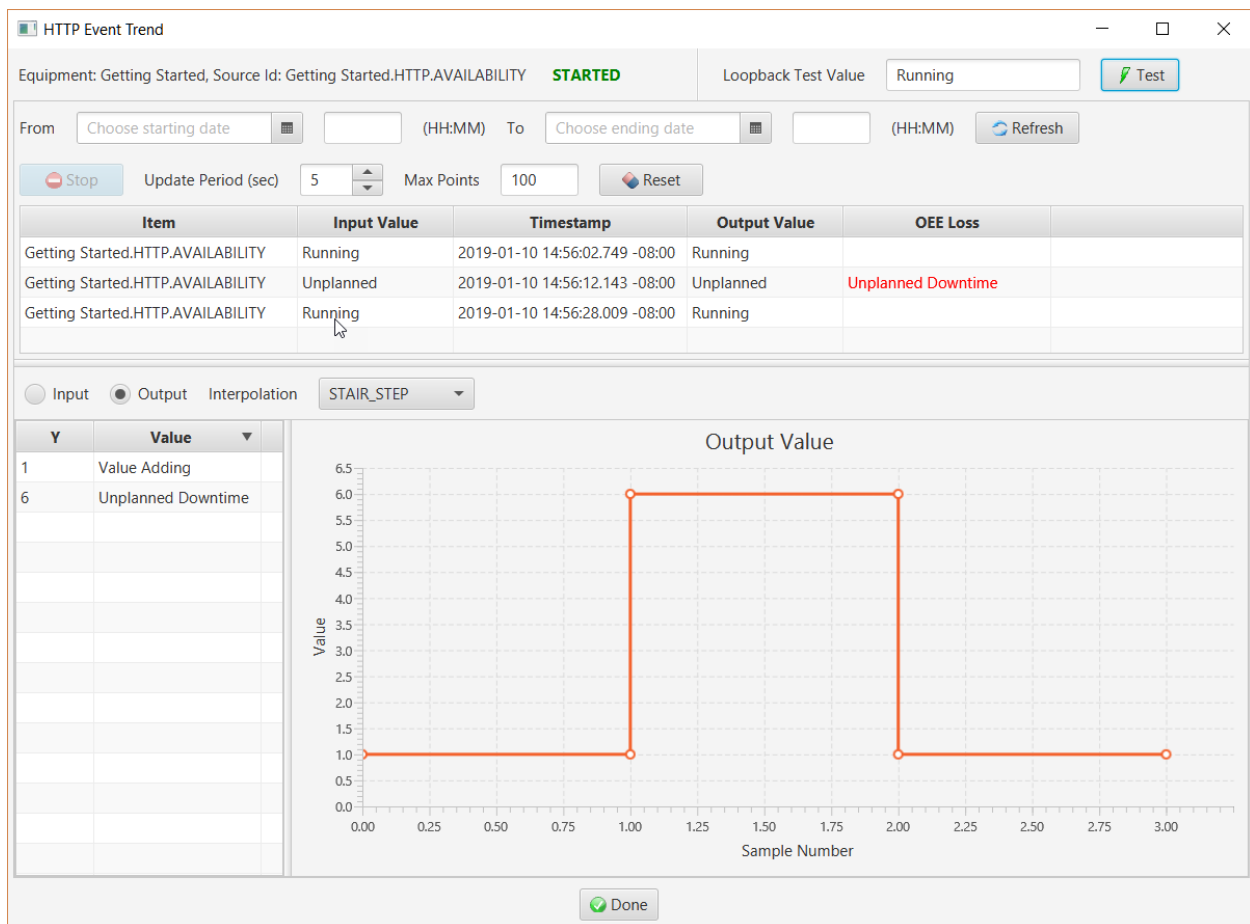 HTTP Event Trend
Equipment: Getting Started, Source Id: Getting Started.HTTP.AVAILABILITY STARTED Loopback Test Value Running Test
From Choose starting date (HH:MM) To Choose ending date (HH:MM) Refresh
Stop Update Period (sec) 5 Max Points 100 Reset
Item Input Value Timestamp Output Value OEE Loss
Getting Started.HTTP.AVAILABILITY Running 2019-01-10 14:56:02.749 -08:00 Running
Getting Started.HTTP.AVAILABILITY Unplanned 2019-01-10 14:56:12.143 -08:00 Unplanned Unplanned Downtime
Getting Started.HTTP.AVAILABILITY Running 2019-01-10 14:56:28.009 -08:00 Running
Input Output Interpolation STAIR_STEP
Y Value
1 Value Adding
6 Unplanned Downtime
Output Value
6.5
6.0
5.5
5.0
4.5
4.0
3.5
3.0
2.5
2.0
1.5
1.0
0.5
0.0
Value
0.00 0.25 0.50 0.75 1.00 1.25 1.50 1.75 2.00 2.25 2.50 2.75 3.00
Sample Number
Done